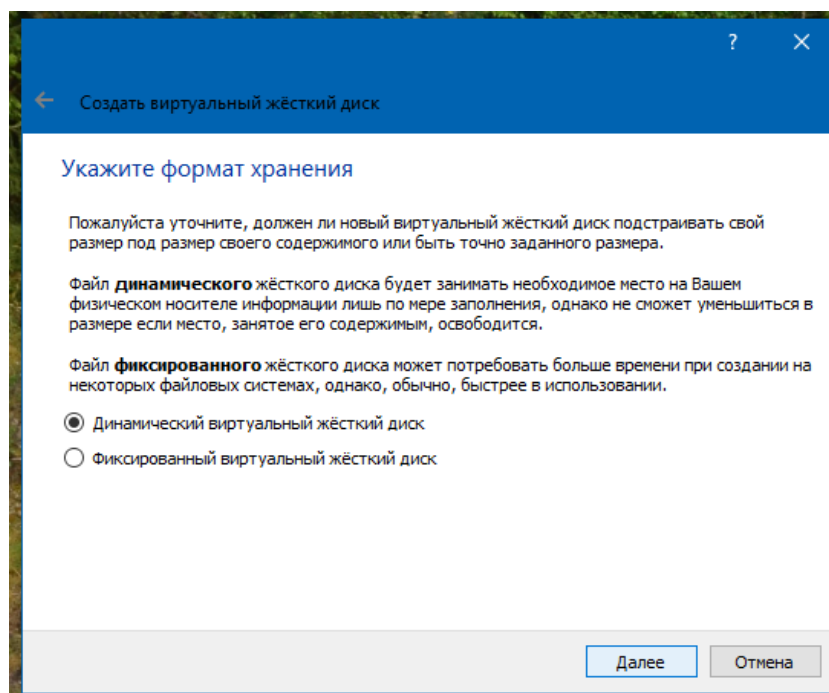 ?
Создать виртуальный жёсткий диск
Укажите формат хранения
Пожалуйста уточните, должен ли новый виртуальный жёсткий диск подстраивать свой
размер под размер своего содержимого или быть точно заданного размера.
Файл динамического жёсткого диска будет занимать необходимое место на Вашем
физическом носителе информации лишь по мере заполнения, однако не сможет уменьшиться в
размере если место, занятое его содержимым, освободится.
Файл фиксированного жёсткого диска может потребовать больше времени при создании на
некоторых файловых системах, однако, обычно, быстрее в использовании.
Динамический виртуальный жёсткий диск
Фиксированный виртуальный жёсткий диск
Далее Отмена